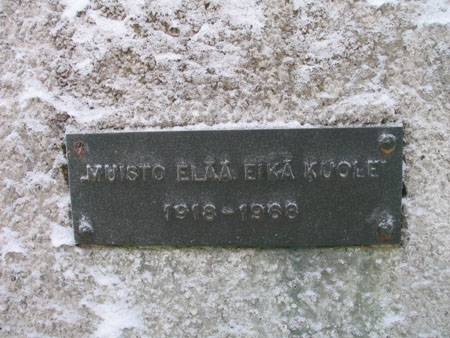 "MUISTO ELÄÄ EIKÄ KUOLE"
1918-1968